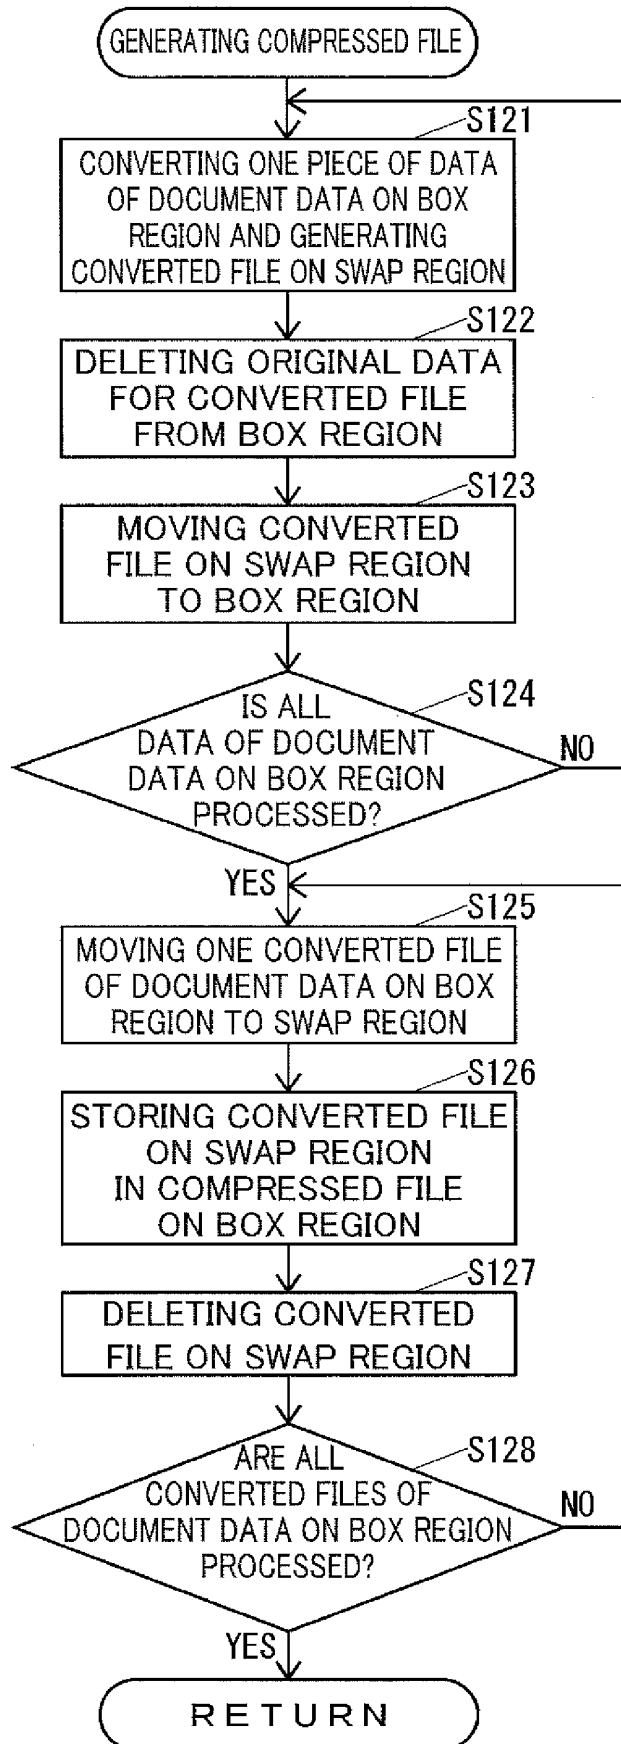 GENERATING COMPRESSED FILE
S121
CONVERTING ONE PIECE OF DATA
OF DOCUMENT DATA ON BOX
REGION AND GENERATING
CONVERTED FILE ON SWAP REGION
S122
DELETING ORIGINAL DATA
FOR CONVERTED FILE
FROM BOX REGION
S123
MOVING CONVERTED
FILE ON SWAP REGION
TO BOX REGION
S124
IS ALL
DATA OF DOCUMENT
DATA ON BOX REGION
PROCESSED?
NO
YES
S125
MOVING ONE CONVERTED FILE
OF DOCUMENT DATA ON BOX
REGION TO SWAP REGION
S126
STORING CONVERTED FILE
ON SWAP REGION
IN COMPRESSED FILE
ON BOX REGION
S127
DELETING CONVERTED
FILE ON SWAP REGION
S128
ARE ALL
CONVERTED FILES OF
DOCUMENT DATA ON BOX REGION
PROCESSED?
NO
YES
RETURN